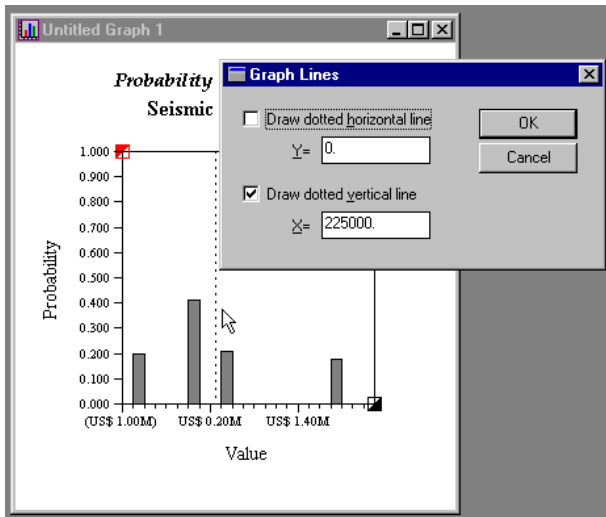 Untitled Graph 1
Graph Lines
Probability
Seismic
Draw dotted horizontal line
Y= 0.
Draw dotted vertical line
X= 225000.
OK
Cancel
1.000
0.900
0.800
0.700
0.600
0.500
0.400
0.300
0.200
0.100
0.000
Probability
(US$ 1.00M) US$ 0.20M US$ 1.40M
Value